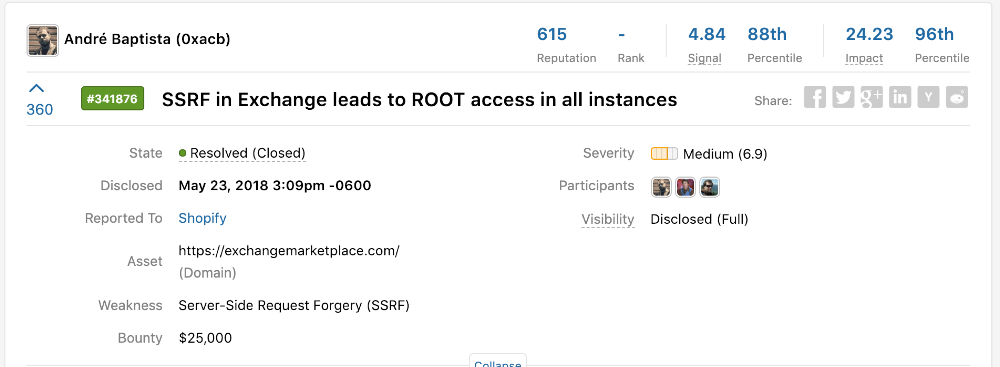 André Baptista (0xacb)
615 - 4.84 88th 24.23 96th
Reputation Rank Signal Percentile Impact Percentile
360 #341876 SSRF in Exchange leads to ROOT access in all instances Share: f g+ in Y
State Resolved (Closed) Severity Medium (6.9)
Disclosed May 23, 2018 3:09pm -0600 Participants
Reported To Shopify Visibility Disclosed (Full)
Asset https://exchangemarketplace.com/
(Domain)
Weakness Server-Side Request Forgery (SSRF)
Bounty $25,000
Collapse